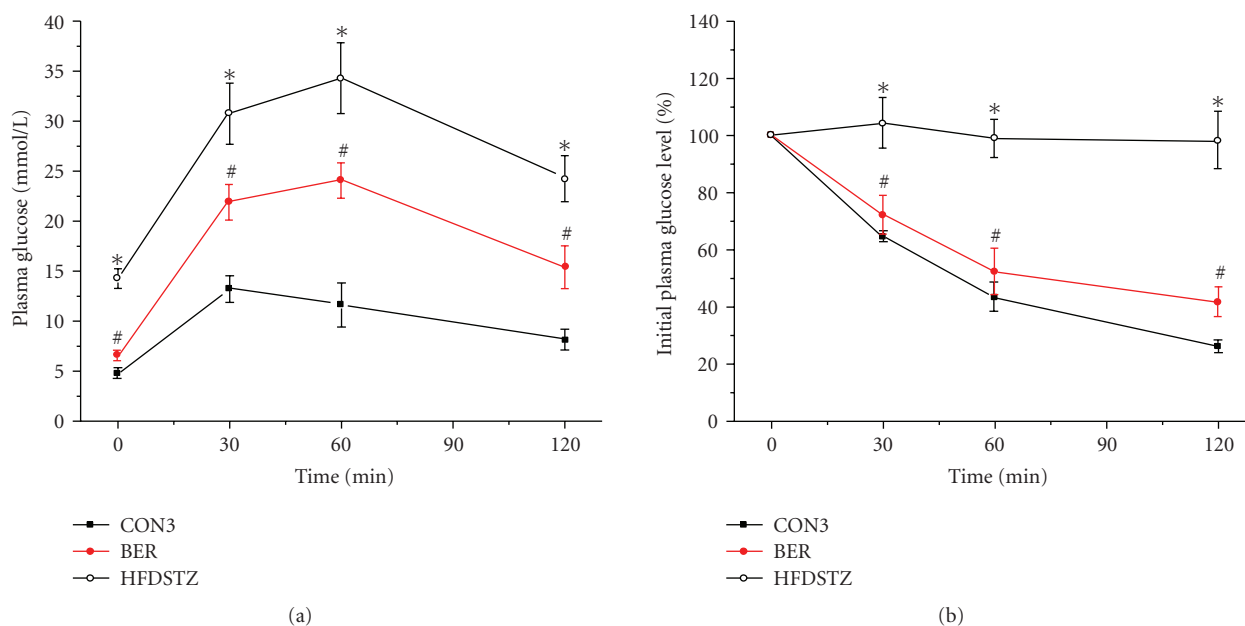 40
35
30
25
20
15
10
5
0
Plasma glucose (mmol/L)
*
*
*
*
#
#
#
#
0 30 60 90 120
Time (min)
CON3
BER
HFDSTZ
(a)
140
120
100
80
60
40
20
0
Initial plasma glucose level (%)
*
*
*
#
#
#
0 30 60 90 120
Time (min)
CON3
BER
HFDSTZ
(b)